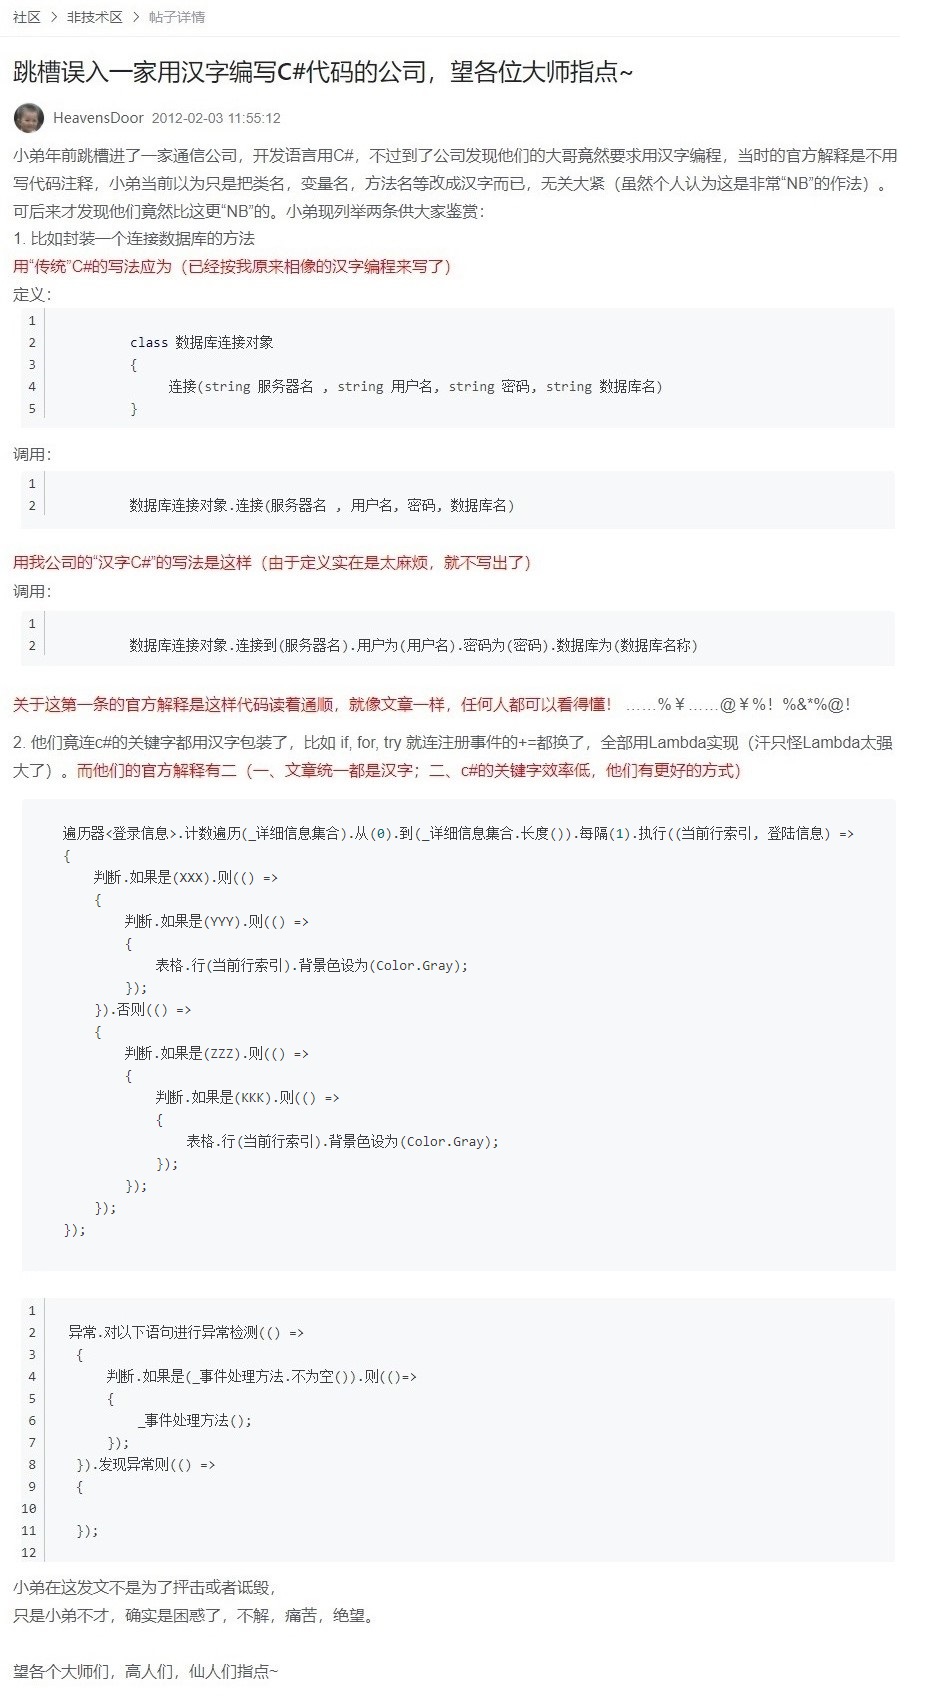 社区 > 非技术区 > 帖子详情
跳槽误入一家用汉字编写C#代码的公司，望各位大师指点~
HeavensDoor 2012-02-03 11:55:12
小弟年前跳槽进了一家通信公司，开发语言用C#，不过到了公司发现他们的大哥竟然要求用汉字编程，当时的官方解释是不用
写代码注释，小弟当前以为只是把类名，变量名，方法名等改成汉字而已，无关大紧（虽然个人认为这是非常“NB”的作法）。
可后来才发现他们竟然比这更“NB”的。小弟现列举两条供大家鉴赏：
1. 比如封装一个连接数据库的方法
用“传统”C#的写法应为（已经按我原来相像的汉字编程来写了）
定义：
1
2 class 数据库连接对象
3 {
4 连接(string 服务器名 , string 用户名, string 密码, string 数据库名)
5 }
调用：
1
2 数据库连接对象.连接(服务器名 , 用户名, 密码, 数据库名)
用我公司的“汉字C#”的写法是这样（由于定义实在是太麻烦，就不写出了）
调用：
1
2 数据库连接对象.连接到(服务器名).用户为(用户名).密码为(密码).数据库为(数据库名称)
关于这第一条的官方解释是这样代码读着通顺，就像文章一样，任何人都可以看得懂！ ……%￥……@￥%！%&*%@！
2. 他们竟连c#的关键字都用汉字包装了，比如 if, for, try 就连注册事件的+=都换了，全部用Lambda实现（汗只怪Lambda太强
大了）。而他们的官方解释有二（一、文章统一都是汉字；二、c#的关键字效率低，他们有更好的方式）
遍历器<登录信息>.计数遍历(_详细信息集合).从(0).到(_详细信息集合.长度()).每隔(1).执行((当前行索引, 登陆信息) =>
{
判断.如果是(XXX).则(() =>
{
判断.如果是(YYY).则(() =>
{
表格.行(当前行索引).背景色设为(Color.Gray);
});
}).否则(() =>
{
判断.如果是(ZZZ).则(() =>
{
判断.如果是(KKK).则(() =>
{
表格.行(当前行索引).背景色设为(Color.Gray);
});
});
});
});
1
2 异常.对以下语句进行异常检测(() =>
3 {
4 判断.如果是(_事件处理方法.不为空()).则(()=>
5 {
6 _事件处理方法();
7 });
8 }).发现异常则(() =>
9 {
10
11 });
12
小弟在这发文不是为了抨击或者诋毁，
只是小弟不才，确实是困惑了，不解，痛苦，绝望。
望各个大师们，高人们，仙人们指点~